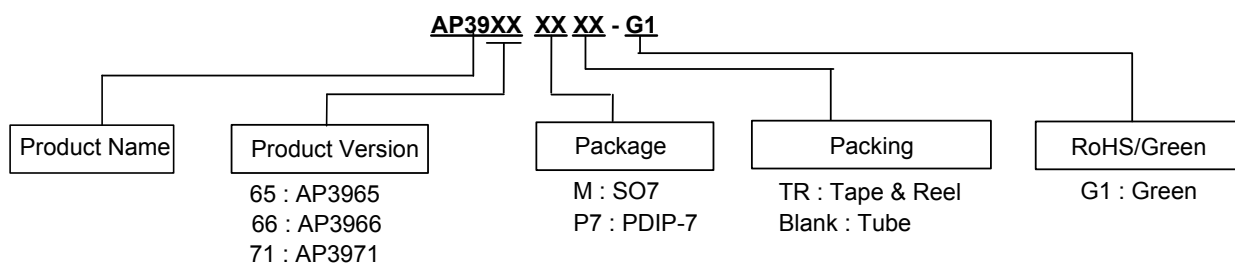 AP39XX XX XX - G1
Product Name
Product Version
Package
Packing
RoHS/Green
65 : AP3965
66 : AP3966
71 : AP3971
M : SO7
P7 : PDIP-7
TR : Tape & Reel
Blank : Tube
G1 : Green